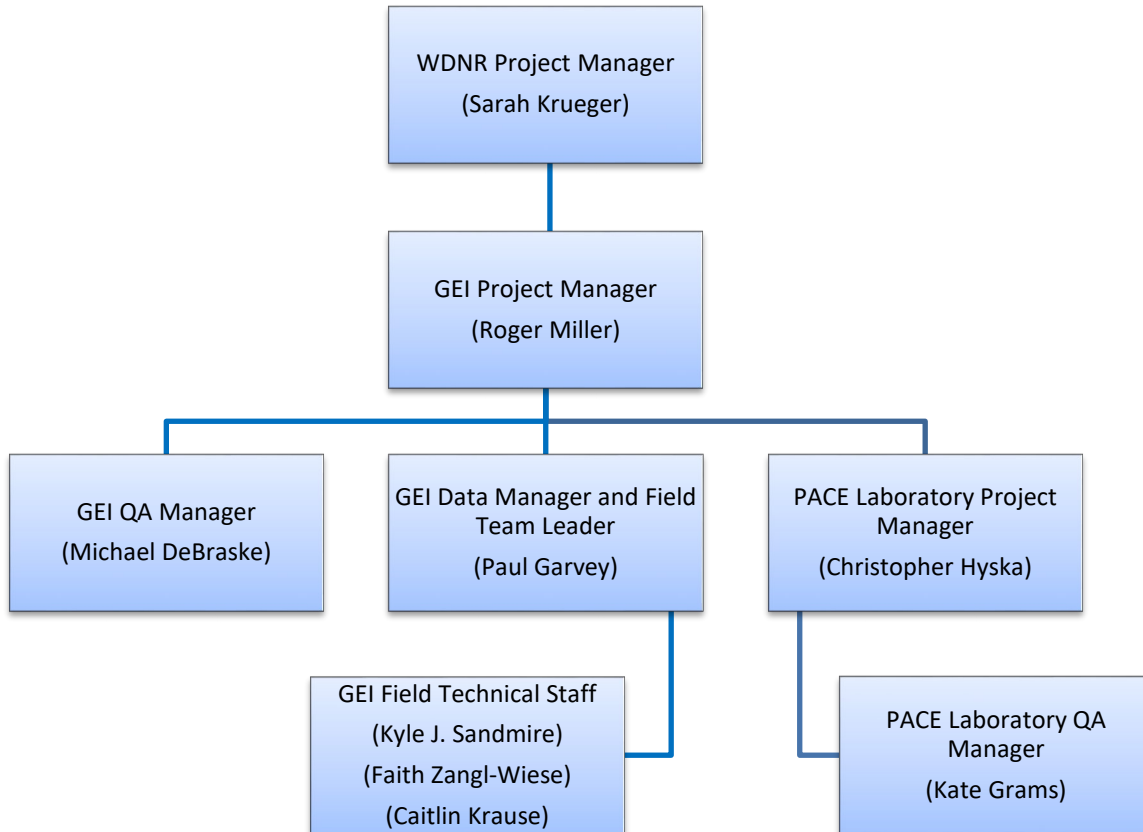 WDNR Project Manager
(Sarah Krueger)
GEI Project Manager
(Roger Miller)
GEI QA Manager
(Michael DeBraske)
GEI Data Manager and Field
Team Leader
(Paul Garvey)
PACE Laboratory Project
Manager
(Christopher Hyska)
GEI Field Technical Staff
(Kyle J. Sandmire)
(Faith Zangl-Wiese)
(Caitlin Krause)
PACE Laboratory QA
Manager
(Kate Grams)